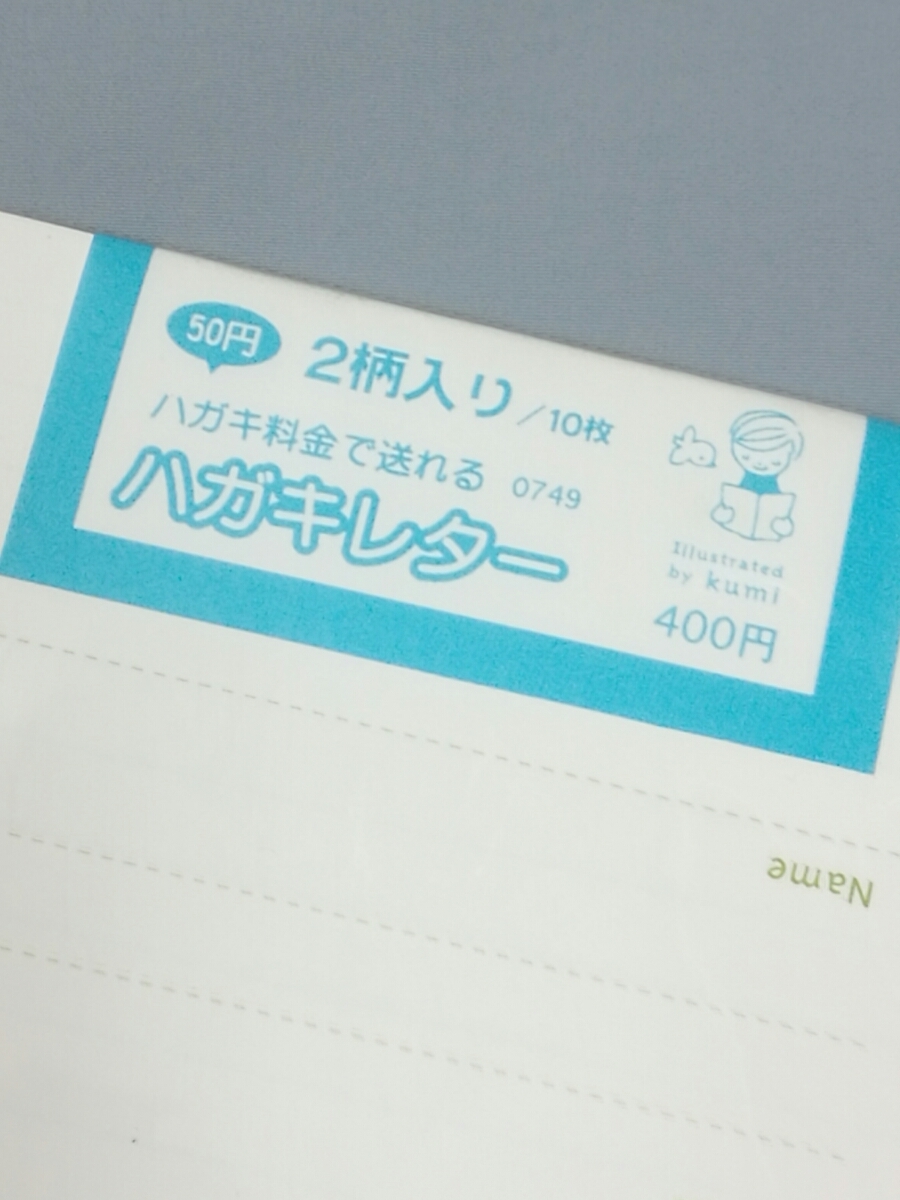 50円
2柄入り/10枚
ハガキ料金で送れる 0749
ハガキレター
Illustrated
by kumi
400円
Name